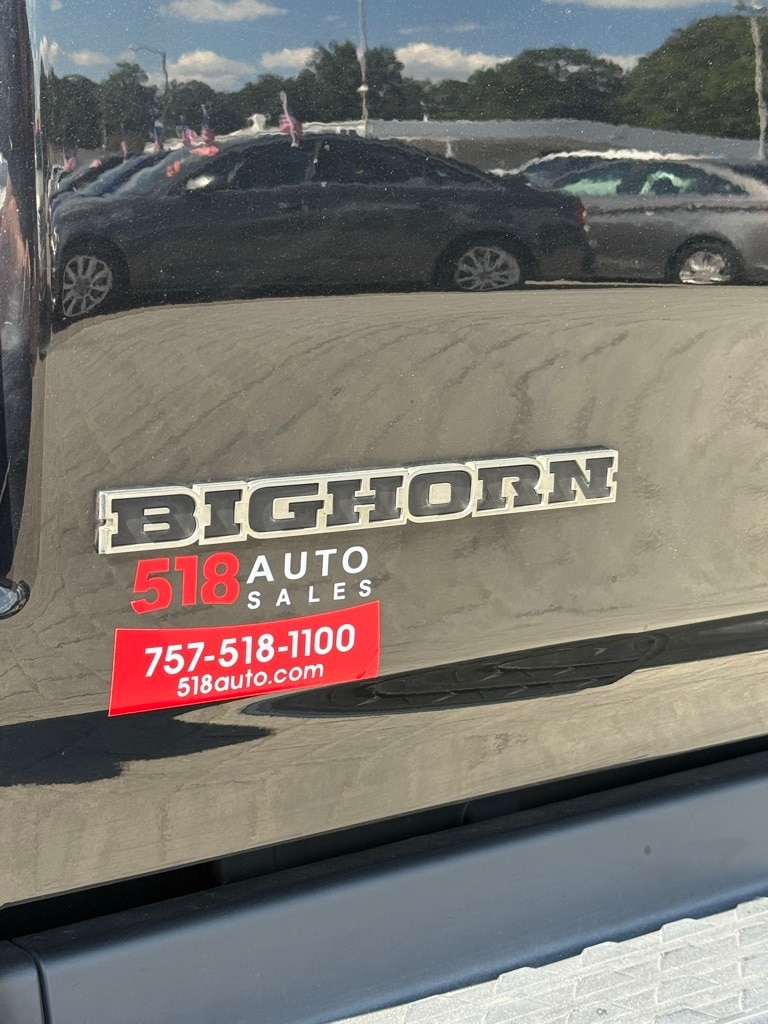 BIGHORN
518 AUTO
SALES
757-518-1100
518auto.com